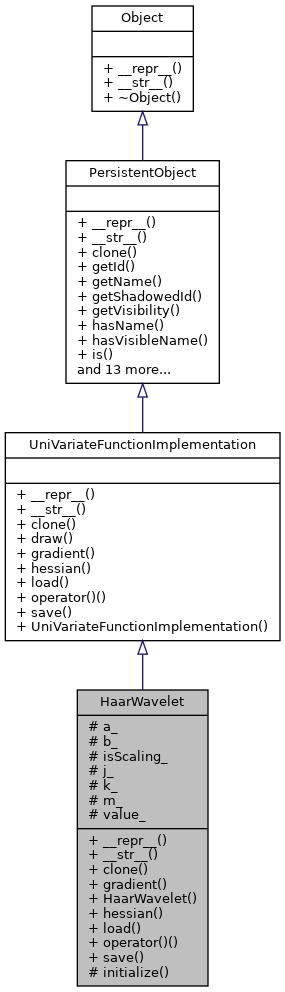 Object
+ __repr__()
+ __str__()
+ ~Object()
PersistentObject
+ __repr__()
+ __str__()
+ clone()
+ getId()
+ getName()
+ getShadowedId()
+ getVisibility()
+ hasName()
+ hasVisibleName()
+ is()
and 13 more...
UniVariateFunctionImplementation
+ __repr__()
+ __str__()
+ clone()
+ draw()
+ gradient()
+ hessian()
+ load()
+ operator()()
+ save()
+ UniVariateFunctionImplementation()
HaarWavelet
# a_
# b_
# isScaling_
# j_
# k_
# m_
# value_
+ __repr__()
+ __str__()
+ clone()
+ gradient()
+ HaarWavelet()
+ hessian()
+ load()
+ operator()()
+ save()
# initialize()